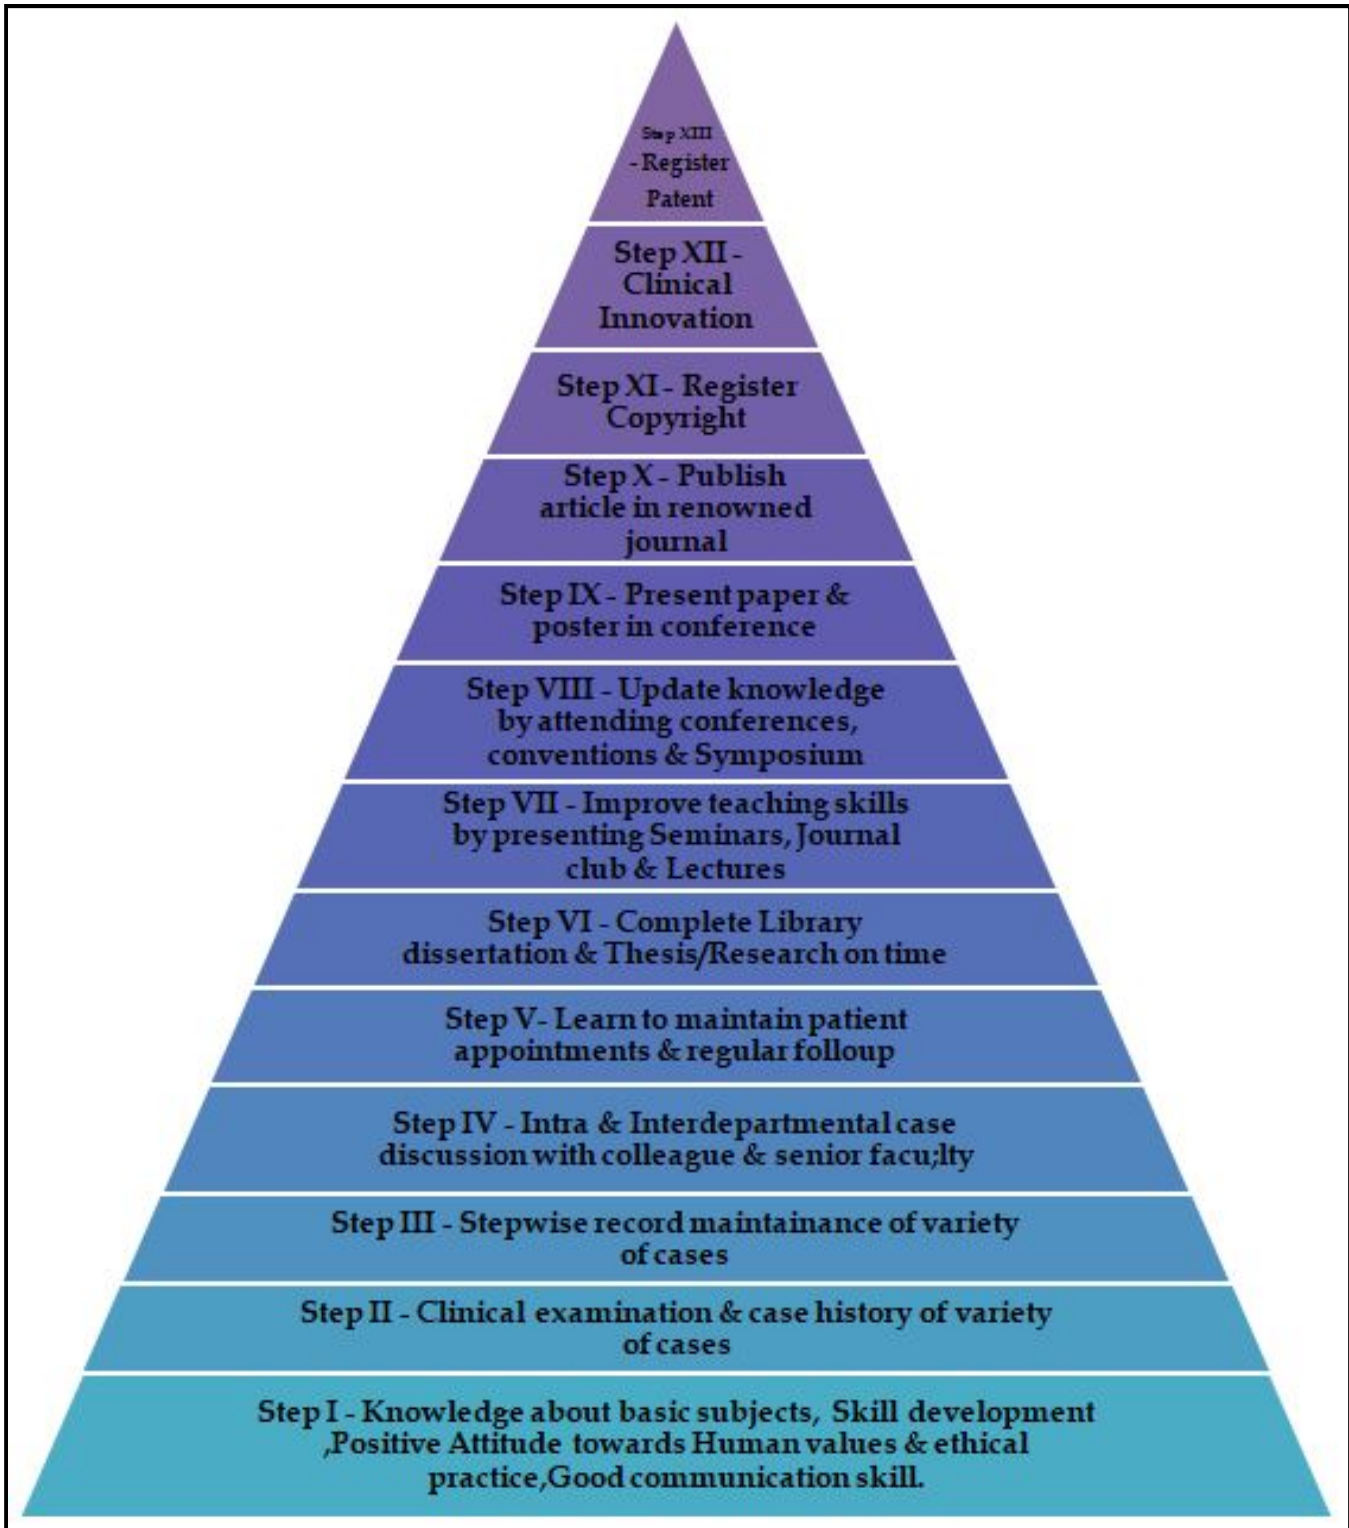 Step XIII
- Register
Patent
Step XII -
Clinical
Innovation
Step XI - Register
Copyright
Step X - Publish
article in renowned
journal
Step IX - Present paper &
poster in conference
Step VIII - Update knowledge
by attending conferences,
conventions & Symposium
Step VII - Improve teaching skills
by presenting Seminars, Journal
club & Lectures
Step VI - Complete Library
dissertation & Thesis/Research on time
Step V- Learn to maintain patient
appointments & regular folloup
Step IV - Intra & Interdepartmental case
discussion with colleague & senior facu;lty
Step III - Stepwise record maintainance of variety
of cases
Step II - Clinical examination & case history of variety
of cases
Step I - Knowledge about basic subjects, Skill development
,Positive Attitude towards Human values & ethical
practice,Good communication skill.